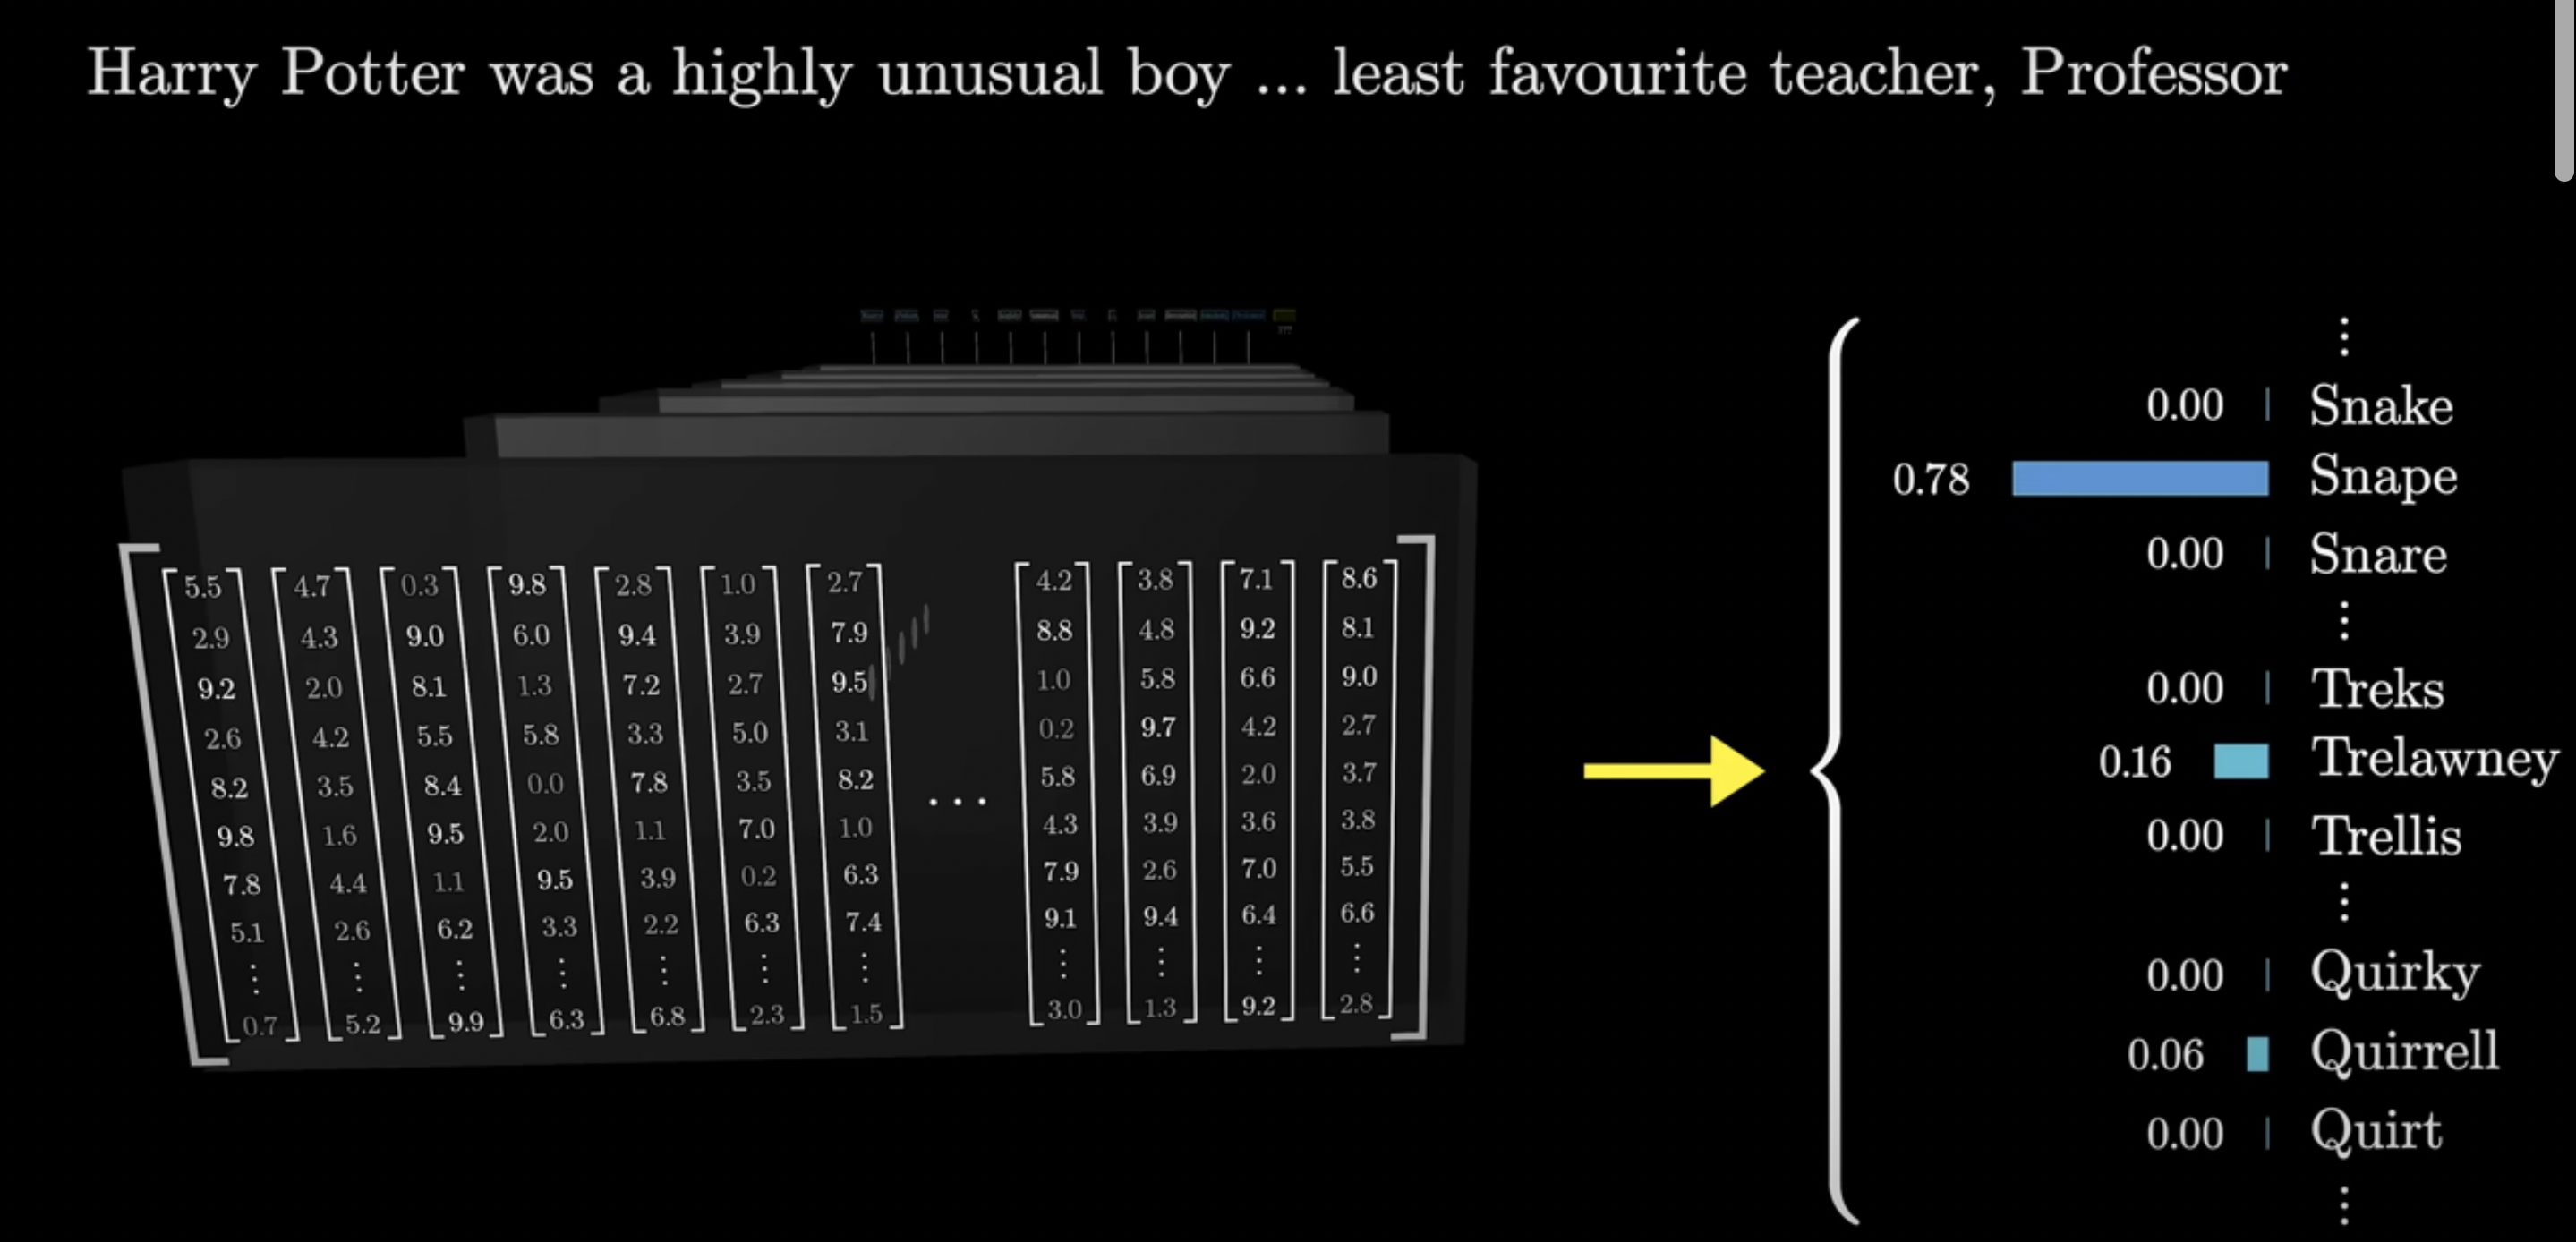 Harry Potter was a highly unusual boy ... least favourite teacher, Professor
???
5.5 4.7 0.3 9.8 2.8 1.0 2.7 4.2 3.8 7.1 8.6
2.9 4.3 9.0 6.0 9.4 3.9 7.9 8.8 4.8 9.2 8.1
9.2 2.0 8.1 1.3 7.2 2.7 9.5 1.0 5.8 6.6 9.0
2.6 4.2 5.5 5.8 3.3 5.0 3.1 0.2 9.7 4.2 2.7
8.2 3.5 8.4 0.0 7.8 3.5 8.2 ... 5.8 6.9 2.0 3.7
9.8 1.6 9.5 2.0 1.1 7.0 1.0 4.3 3.9 3.6 3.8
7.8 4.4 1.1 9.5 3.9 0.2 6.3 7.9 2.6 7.0 5.5
5.1 2.6 6.2 3.3 2.2 6.3 7.4 9.1 9.4 6.4 6.6
⋮ ⋮ ⋮ ⋮ ⋮ ⋮ ⋮ ⋮ ⋮ ⋮ ⋮
0.7 5.2 9.9 6.3 6.8 2.3 1.5 3.0 1.3 9.2 2.8
⋮
0.00 Snake
0.78 Snape
0.00 Snare
⋮
0.00 Treks
0.16 Trelawney
0.00 Trellis
⋮
0.00 Quirky
0.06 Quirrell
0.00 Quirt
⋮